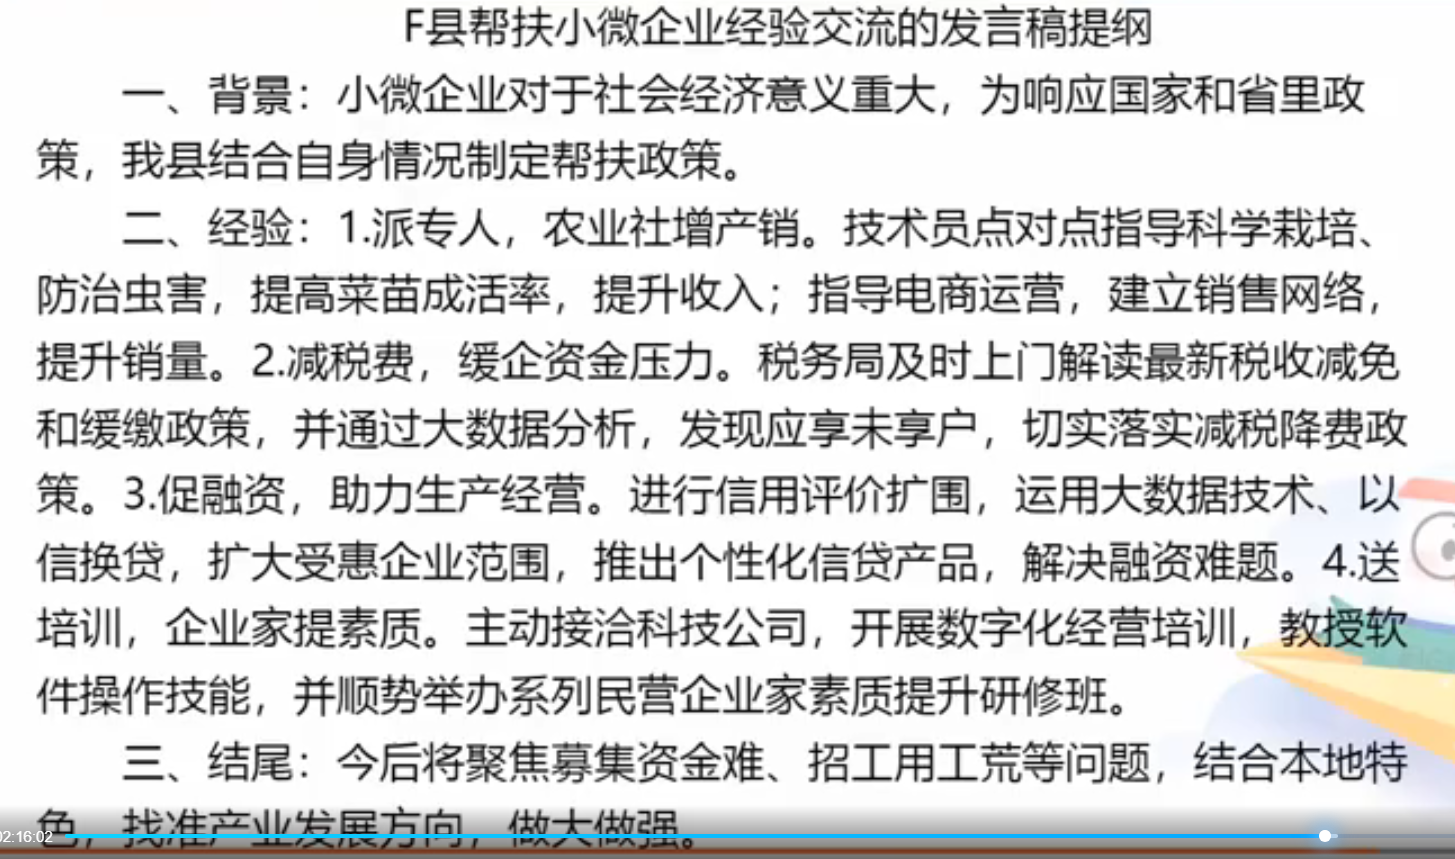 F县帮扶小微企业经验交流的发言稿提纲
一、背景：小微企业对于社会经济意义重大，为响应国家和省里政
策，我县结合自身情况制定帮扶政策。
二、经验：1.派专人，农业社增产销。技术员点对点指导科学栽培、
防治虫害，提高菜苗成活率，提升收入；指导电商运营，建立销售网络，
提升销量。2.减税费，缓企资金压力。税务局及时上门解读最新税收减免
和缓缴政策，并通过大数据分析，发现应享未享户，切实落实减税降费政
策。3.促融资，助力生产经营。进行信用评价扩围，运用大数据技术、以
信换贷，扩大受惠企业范围，推出个性化信贷产品，解决融资难题。4.送
培训，企业家提素质。主动接洽科技公司，开展数字化经营培训，教授软
件操作技能，并顺势举办系列民营企业家素质提升研修班。
三、结尾：今后将聚焦募集资金难、招工用工荒等问题，结合本地特
色，找准产业发展方向，做大做强。
02:16:02